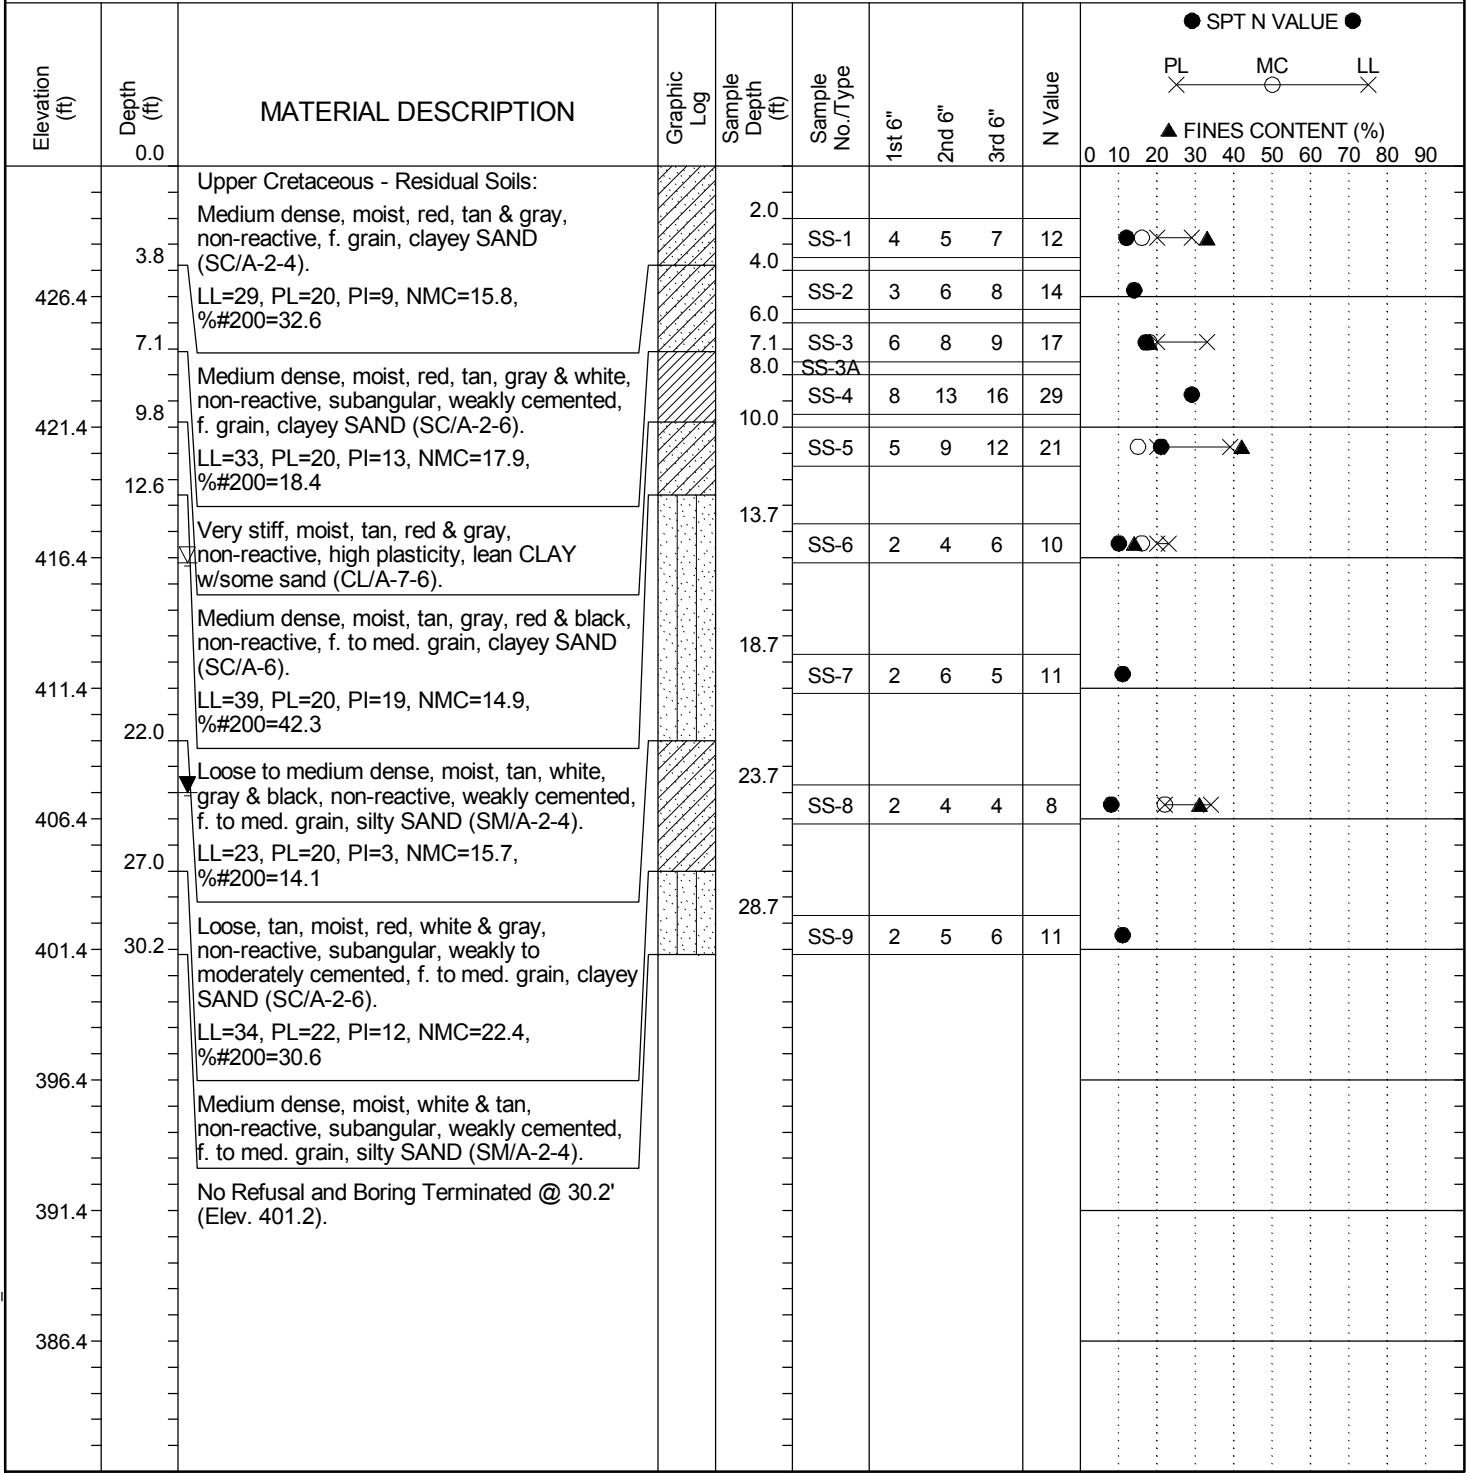 SPT N VALUE
PL MC LL
FINES CONTENT (%)
0 10 20 30 40 50 60 70 80 90
Elevation
(ft)
Depth
(ft)
0.0
MATERIAL DESCRIPTION
Graphic
Log
Sample
Depth
(ft)
Sample
No./Type
1st 6"
2nd 6"
3rd 6"
N Value
426.4
421.4
416.4
411.4
406.4
401.4
396.4
391.4
386.4
3.8
7.1
9.8
12.6
22.0
27.0
30.2
Upper Cretaceous - Residual Soils:
Medium dense, moist, red, tan & gray,
non-reactive, f. grain, clayey SAND
(SC/A-2-4).
LL=29, PL=20, PI=9, NMC=15.8,
%#200=32.6
Medium dense, moist, red, tan, gray & white,
non-reactive, subangular, weakly cemented,
f. grain, clayey SAND (SC/A-2-6).
LL=33, PL=20, PI=13, NMC=17.9,
%#200=18.4
Very stiff, moist, tan, red & gray,
non-reactive, high plasticity, lean CLAY
w/some sand (CL/A-7-6).
Medium dense, moist, tan, gray, red & black,
non-reactive, f. to med. grain, clayey SAND
(SC/A-6).
LL=39, PL=20, PI=19, NMC=14.9,
%#200=42.3
Loose to medium dense, moist, tan, white,
gray & black, non-reactive, weakly cemented,
f. to med. grain, silty SAND (SM/A-2-4).
LL=23, PL=20, PI=3, NMC=15.7,
%#200=14.1
Loose, tan, moist, red, white & gray,
non-reactive, subangular, weakly to
moderately cemented, f. to med. grain, clayey
SAND (SC/A-2-6).
LL=34, PL=22, PI=12, NMC=22.4,
%#200=30.6
Medium dense, moist, white & tan,
non-reactive, subangular, weakly cemented,
f. to med. grain, silty SAND (SM/A-2-4).
No Refusal and Boring Terminated @ 30.2'
(Elev. 401.2).
2.0
SS-1 4 5 7 12
4.0
SS-2 3 6 8 14
6.0
7.1 SS-3 6 8 9 17
8.0 SS-3A
SS-4 8 13 16 29
10.0
SS-5 5 9 12 21
13.7
SS-6 2 4 6 10
18.7
SS-7 2 6 5 11
23.7
SS-8 2 4 4 8
28.7
SS-9 2 5 6 11